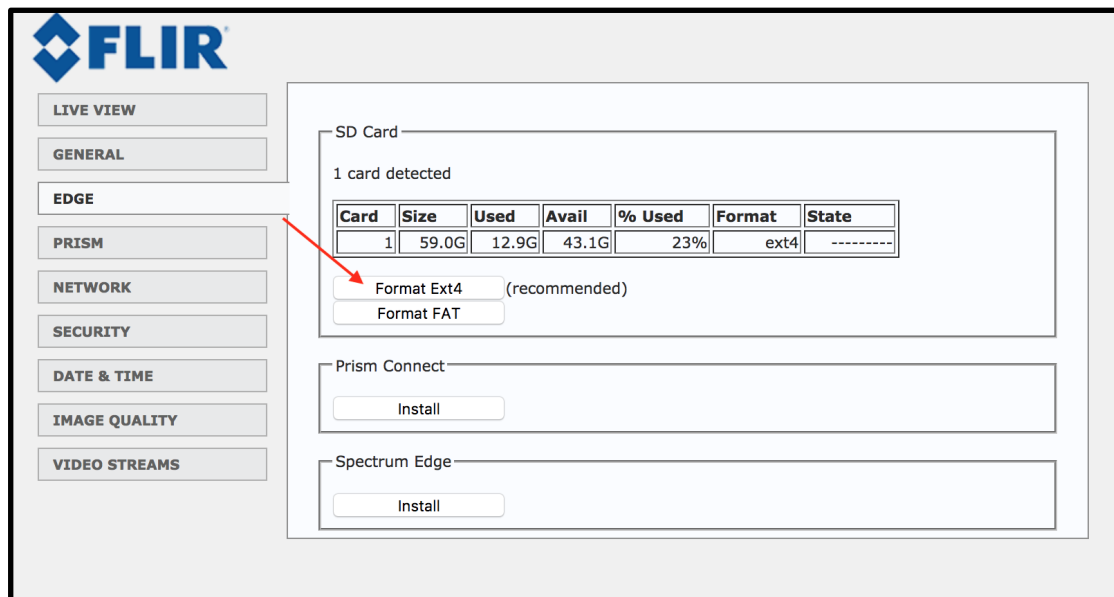 FLIR
LIVE VIEW
GENERAL
EDGE
PRISM
NETWORK
SECURITY
DATE & TIME
IMAGE QUALITY
VIDEO STREAMS
SD Card
1 card detected
Card Size Used Avail % Used Format State
1 59.0G 12.9G 43.1G 23% ext4 ---------
Format Ext4 (recommended)
Format FAT
Prism Connect
Install
Spectrum Edge
Install